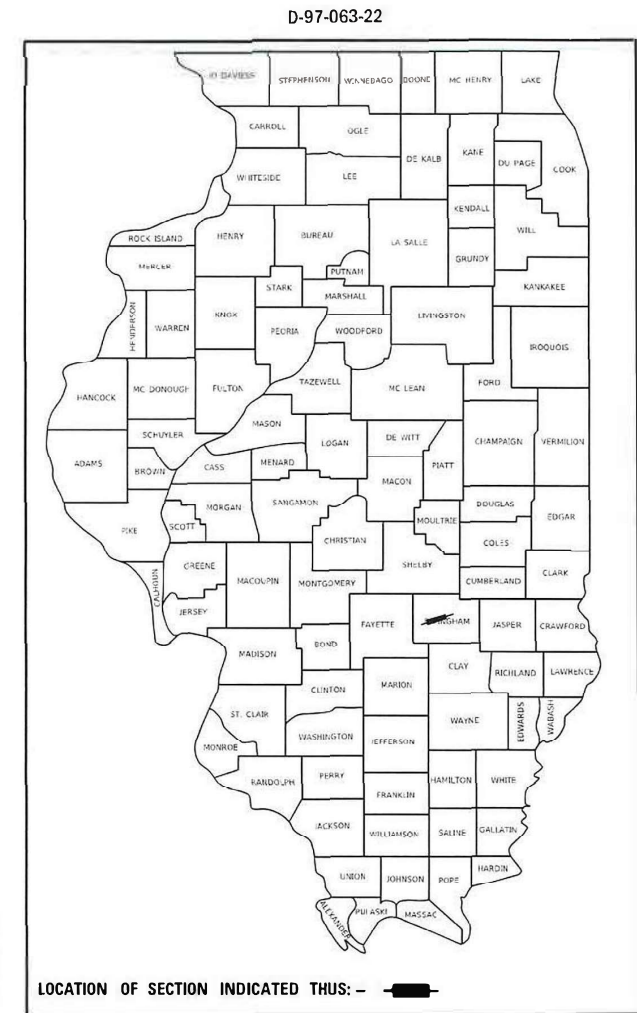 D-97-063-22
JO DAVIESS STEPHENSON WINNEBAGO BOONE MC HENRY LAKE
CARROLL OGLE
DE KALB KANE DU PAGE COOK
WHITESIDE LEE
KENDALL
ROCK ISLAND HENRY BUREAU LA SALLE WILL
MERCER PUTNAM GRUNDY
STARK MARSHALL KANKAKEE
HENDERSON WARREN KNOX PEORIA WOODFORD LIVINGSTON
IROQUOIS
HANCOCK MC DONOUGH FULTON TAZEWELL MC LEAN FORD
MASON
SCHUYLER LOGAN DE WITT CHAMPAIGN VERMILION
ADAMS BROWN CASS MENARD PIATT
MACON
PIKE SCOTT MORGAN SANGAMON MOULTRIE DOUGLAS EDGAR
CHRISTIAN COLES
GREENE MACOUPIN MONTGOMERY SHELBY CLARK
CALHOUN CUMBERLAND
JERSEY FAYETTE INGHAM JASPER CRAWFORD
MADISON BOND
CLAY RICHLAND LAWRENCE
CLINTON MARION
ST. CLAIR WAYNE EDWARDS WABASH
MONROE WASHINGTON JEFFERSON
RANDOLPH PERRY HAMILTON WHITE
FRANKLIN
JACKSON WILLIAMSON SALINE GALLATIN
HARDIN
UNION JOHNSON POPE
ALEXANDER PULASKI MASSAC
LOCATION OF SECTION INDICATED THUS: –